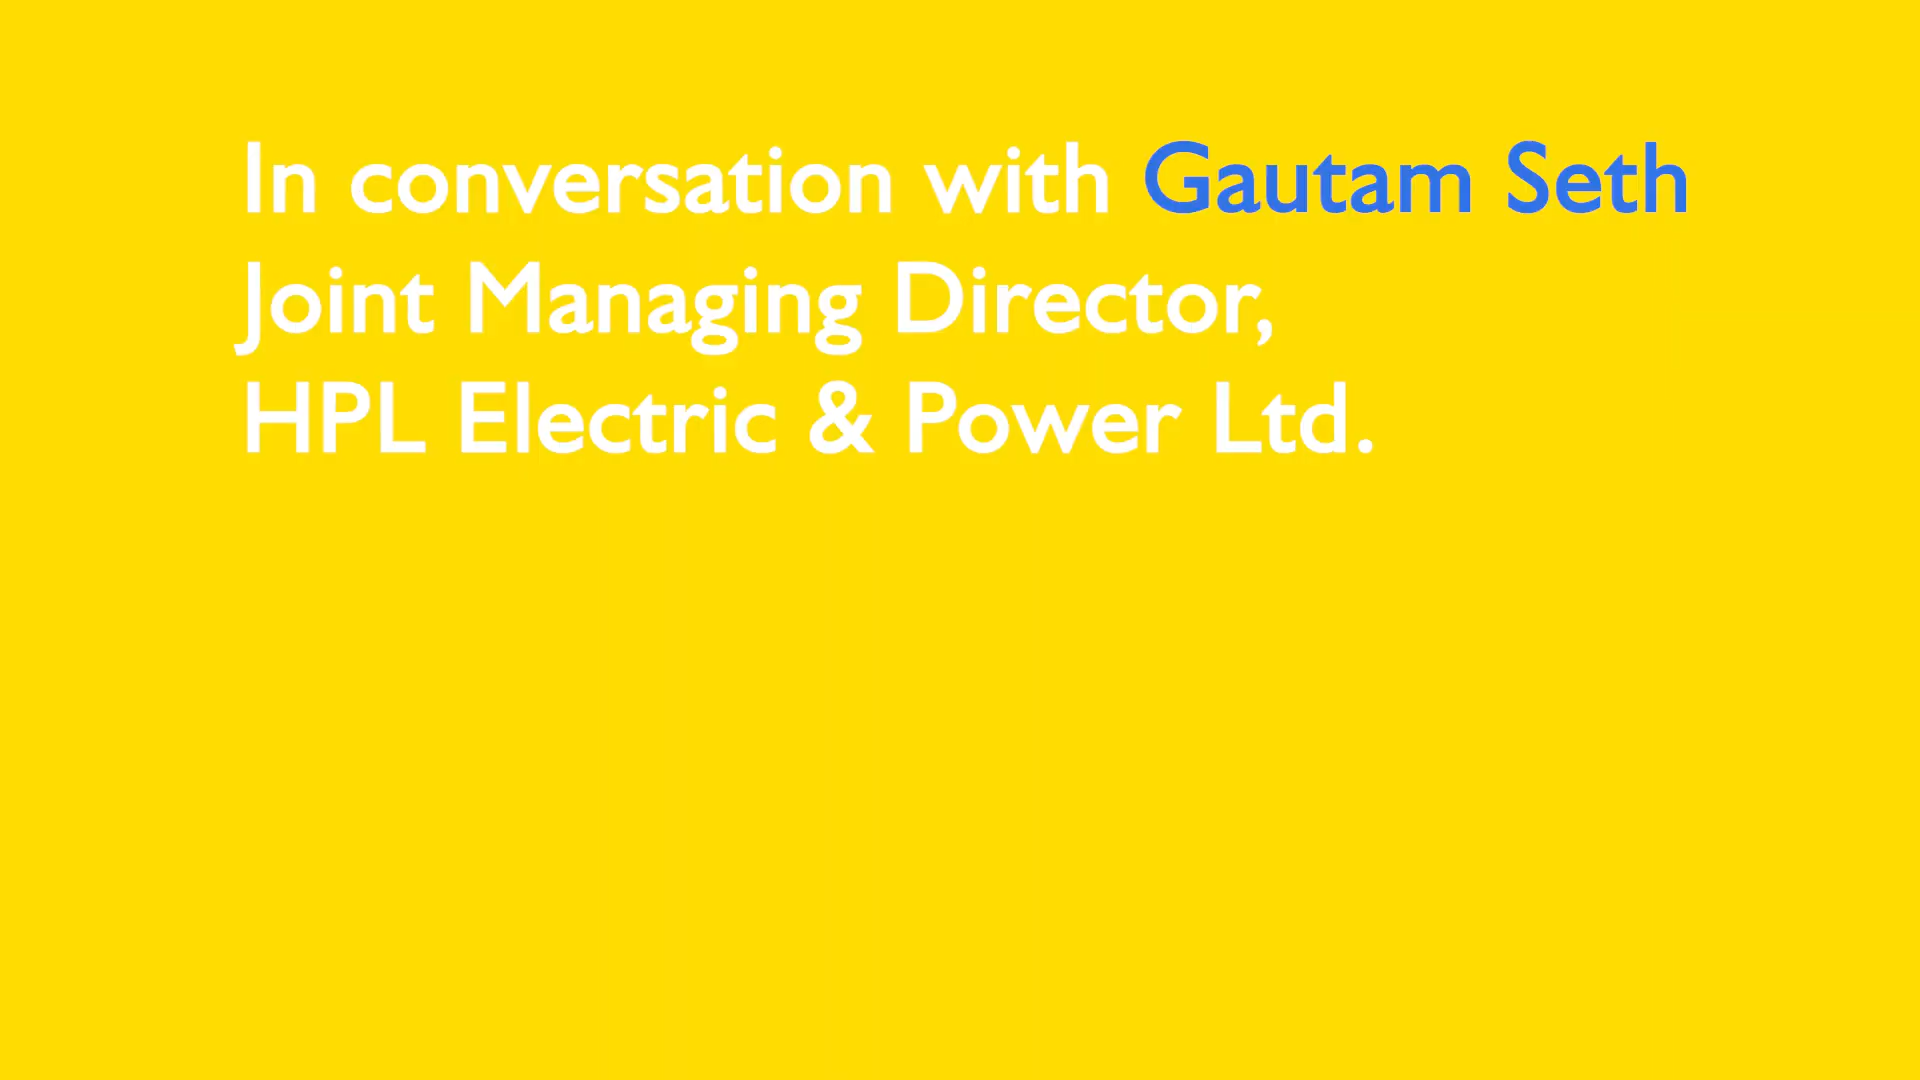 In conversation with Gautam Seth
Joint Managing Director,
HPL Electric & Power Ltd.